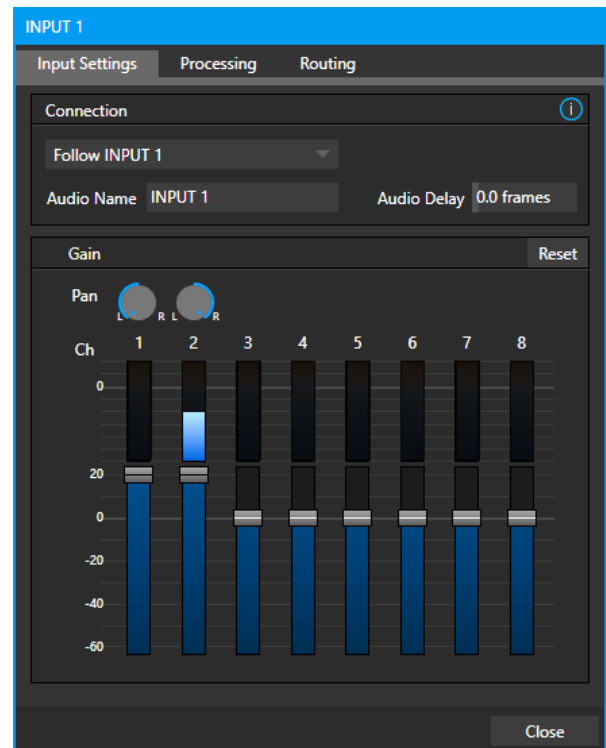 INPUT 1
Input Settings Processing Routing
Connection
Follow INPUT 1
Audio Name INPUT 1 Audio Delay 0.0 frames
Gain Reset
Pan L R L R
Ch 1 2 3 4 5 6 7 8
0
20
0
-20
-40
-60
Close